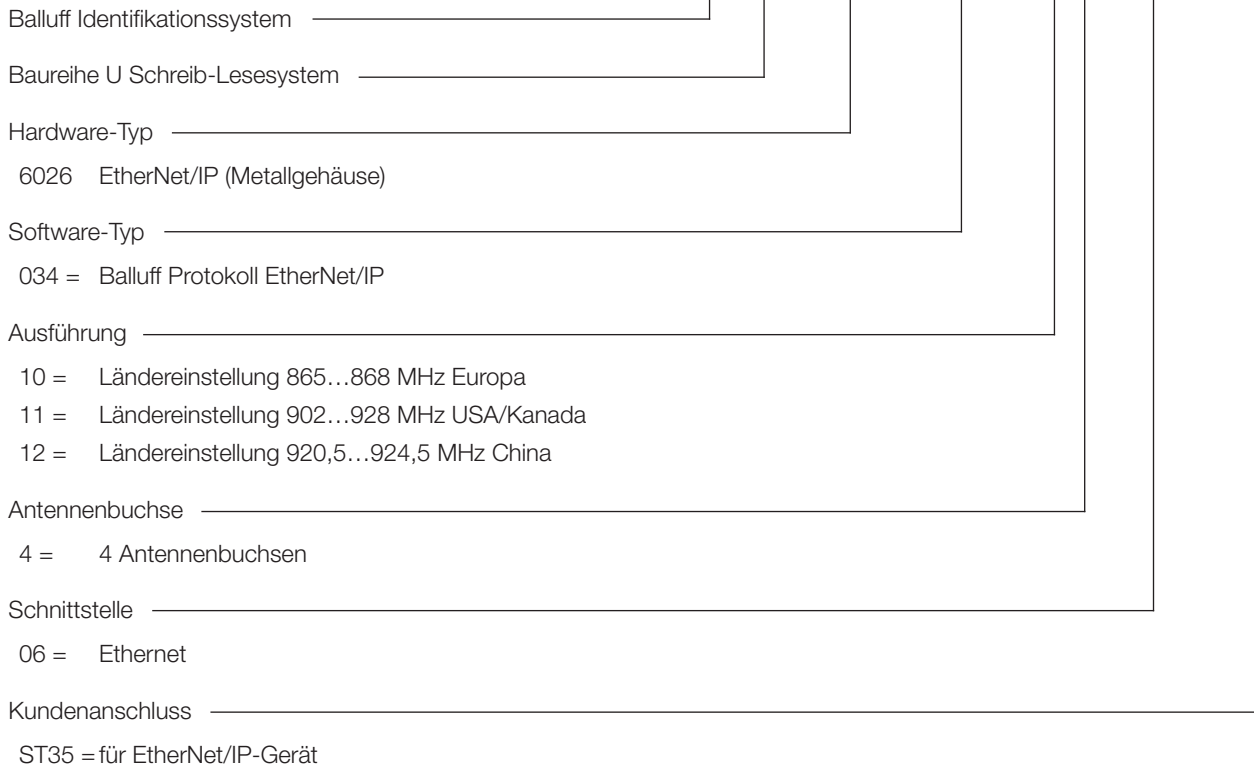 Balluff Identifikationssystem
Baureihe U Schreib-Lesesystem
Hardware-Typ
6026 EtherNet/IP (Metallgehäuse)
Software-Typ
034 = Balluff Protokoll EtherNet/IP
Ausführung
10 = Ländereinstellung 865…868 MHz Europa
11 = Ländereinstellung 902…928 MHz USA/Kanada
12 = Ländereinstellung 920,5…924,5 MHz China
Antennenbuchse
4 = 4 Antennenbuchsen
Schnittstelle
06 = Ethernet
Kundenanschluss
ST35 = für EtherNet/IP-Gerät